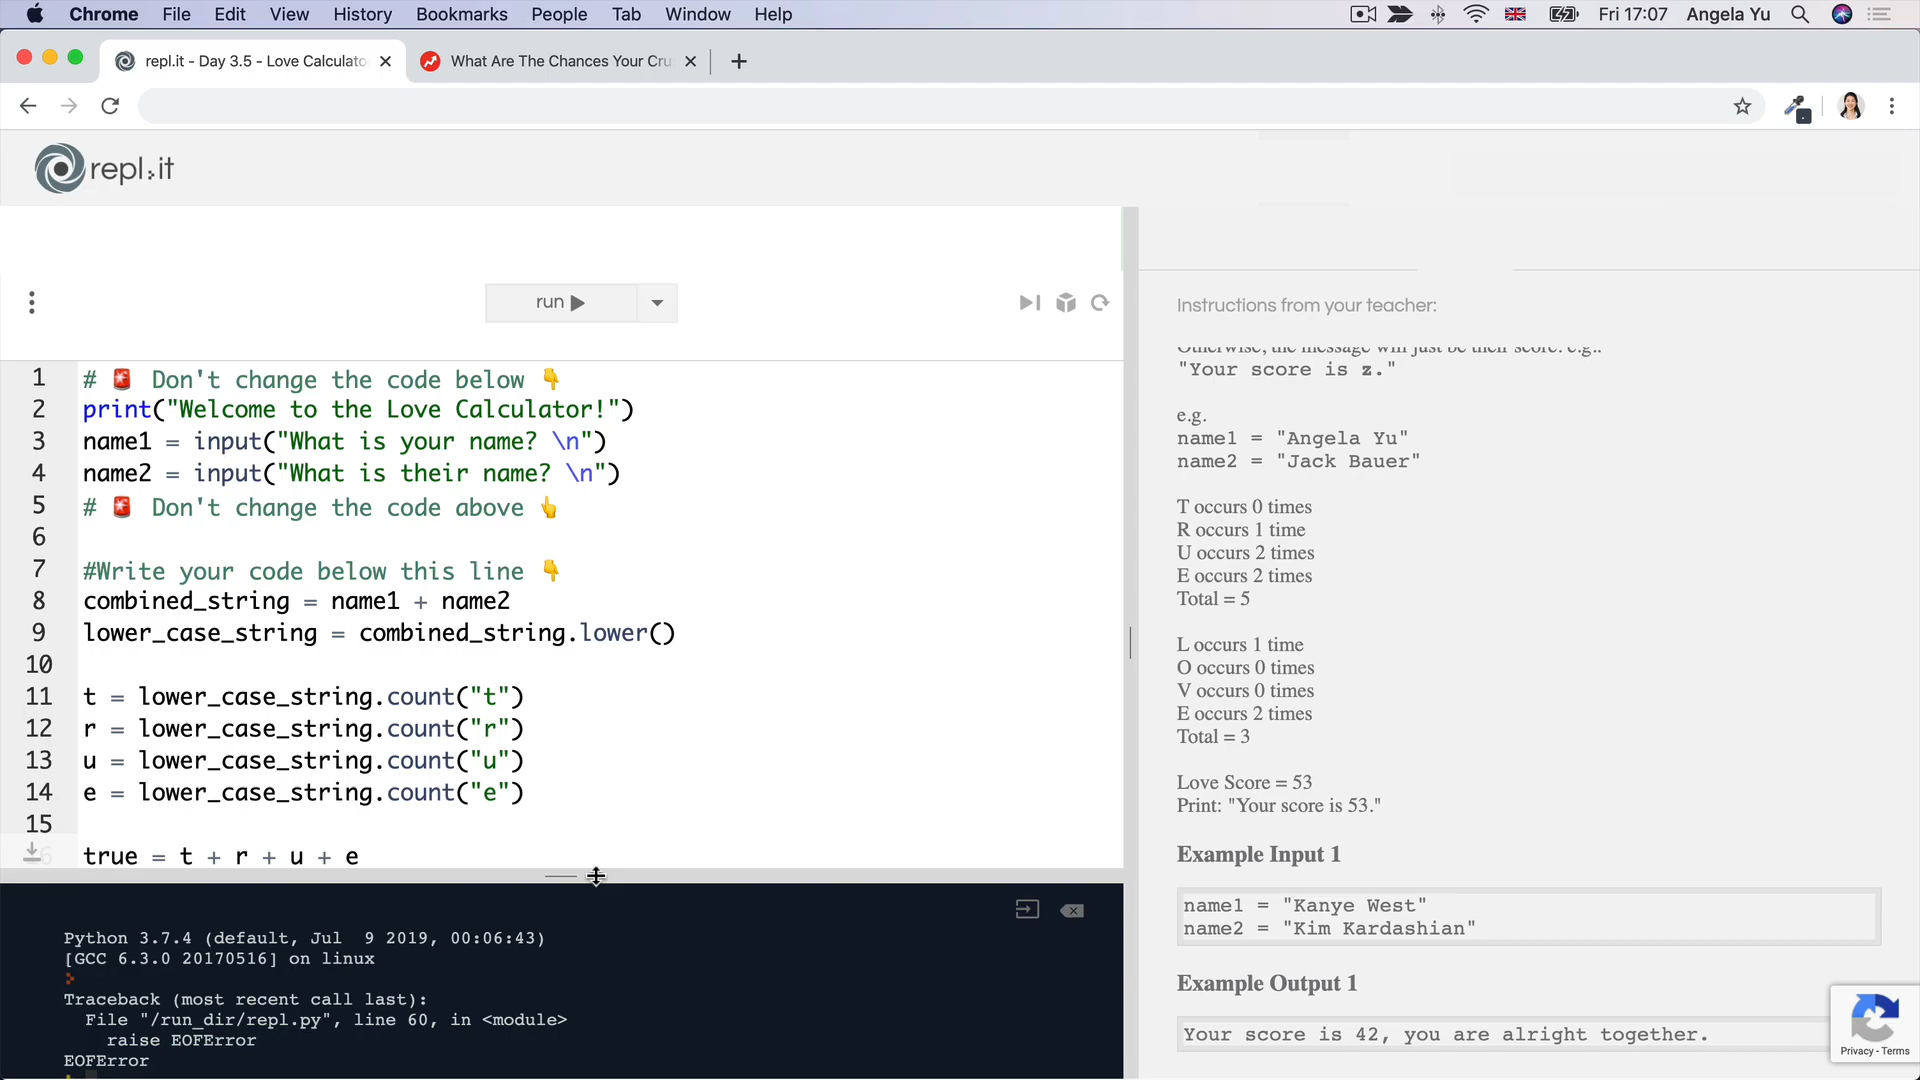 Chrome File Edit View History Bookmarks People Tab Window Help Fri 17:07 Angela Yu
repl.it - Day 3.5 - Love Calculato
What Are The Chances Your Cru
repl.it
run
1 # 🚨 Don't change the code below 👇
2 print("Welcome to the Love Calculator!")
3 name1 = input("What is your name? \n")
4 name2 = input("What is their name? \n")
5 # 🚨 Don't change the code above 👆
6
7 #Write your code below this line 👇
8 combined_string = name1 + name2
9 lower_case_string = combined_string.lower()
10
11 t = lower_case_string.count("t")
12 r = lower_case_string.count("r")
13 u = lower_case_string.count("u")
14 e = lower_case_string.count("e")
15
16 true = t + r + u + e
Python 3.7.4 (default, Jul  9 2019, 00:06:43)
[GCC 6.3.0 20170516] on linux
Traceback (most recent call last):
File "/run_dir/repl.py", line 60, in <module>
raise EOFError
EOFError
Instructions from your teacher:
Otherwise, the message will just be their score. e.g..
"Your score is z."
e.g.
name1 = "Angela Yu"
name2 = "Jack Bauer"
T occurs 0 times
R occurs 1 time
U occurs 2 times
E occurs 2 times
Total = 5
L occurs 1 time
O occurs 0 times
V occurs 0 times
E occurs 2 times
Total = 3
Love Score = 53
Print: "Your score is 53."
Example Input 1
name1 = "Kanye West"
name2 = "Kim Kardashian"
Example Output 1
Your score is 42, you are alright together.
Privacy - Terms